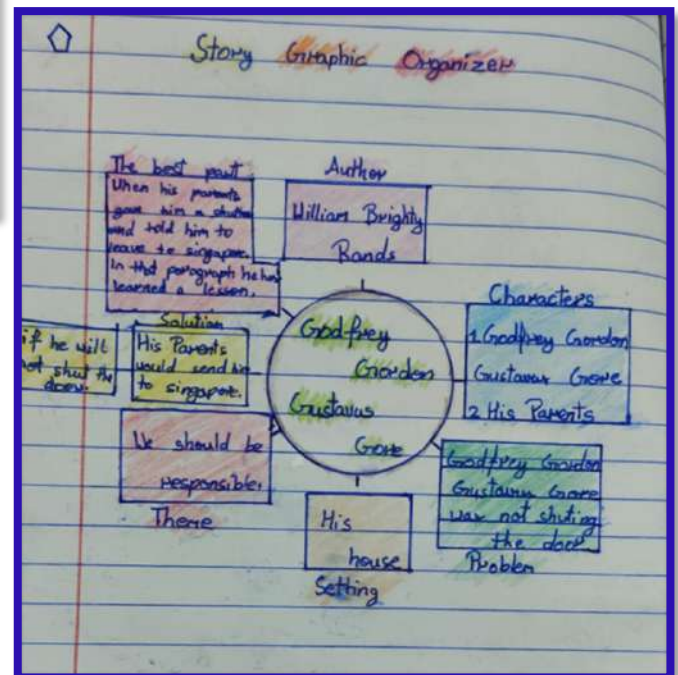 Story Graphic Organizer
The best part
When his parents
gave him a shutter
and told him to
leave to singapore.
In that paragraph he has
learned a lesson.
Author
William Brighty
Rands
Characters
1 Godfrey Gordon
Gustavus Gore
2 His Parents
Godfrey
Gordon
Gustavus
Gore
Solution
His Parents
would send him
to singapore.
if he will
not shut the
door.
We should be
responsible.
Theme
His
house
Setting
Godfrey Gordon
Gustavus Gore
was not shuting
the door
Problem